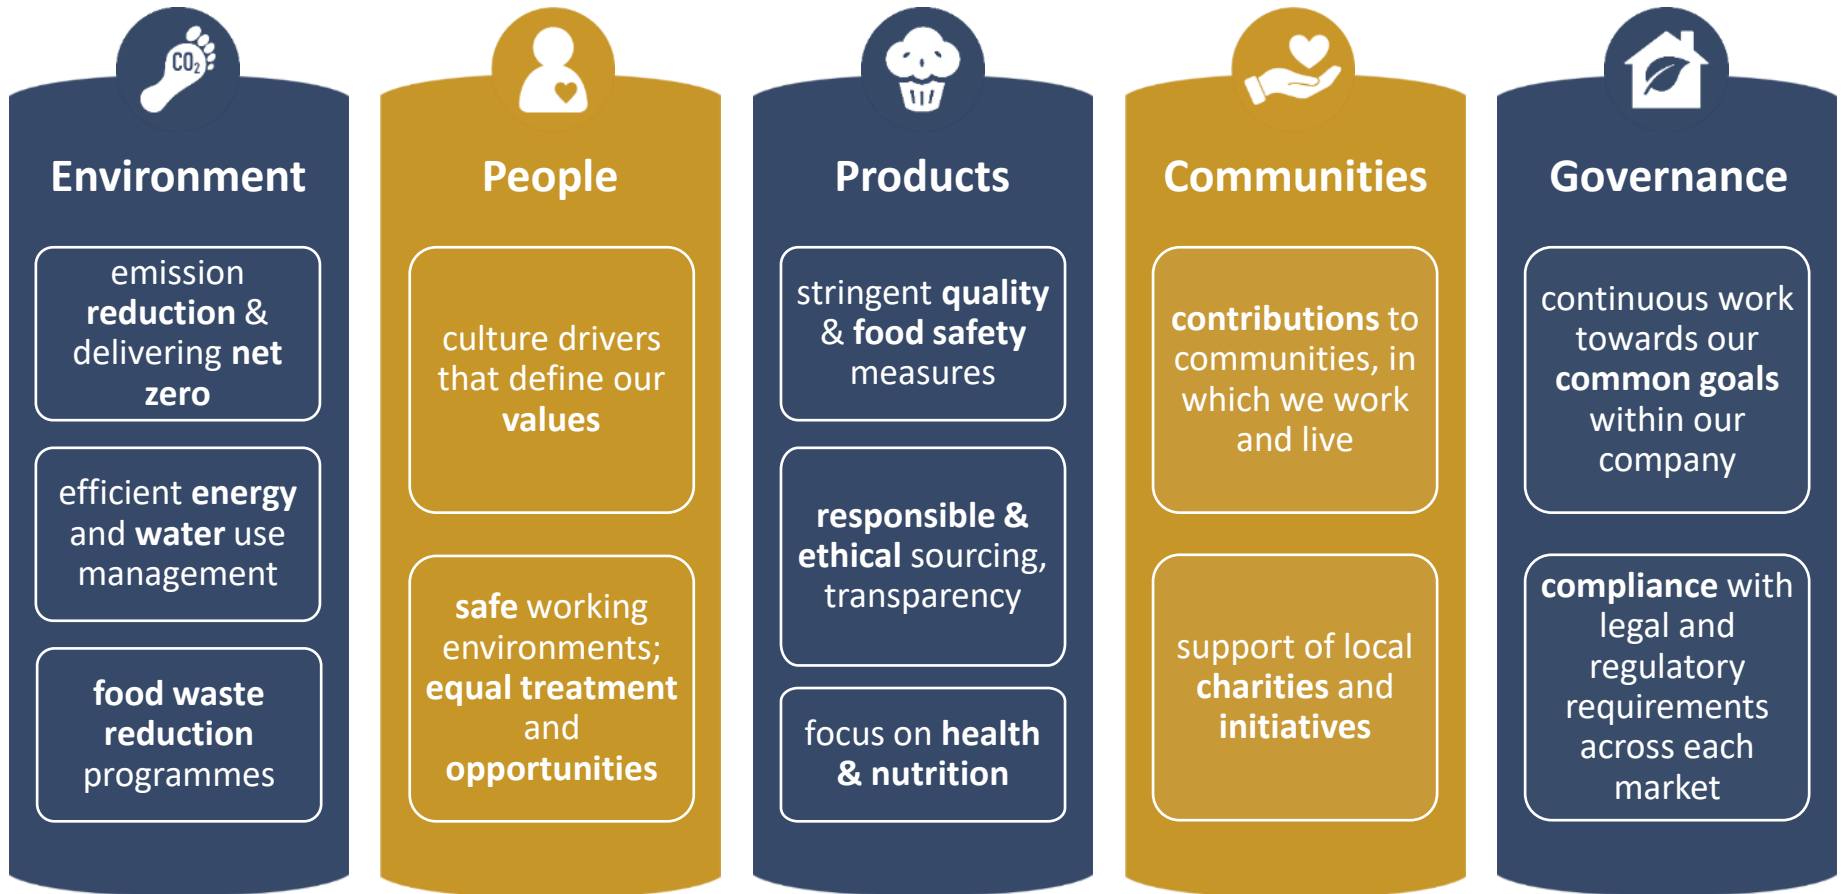 CO2
Environment
emission
reduction &
delivering net
zero
efficient energy
and water use
management
food waste
reduction
programmes
People
culture drivers
that define our
values
safe working
environments;
equal treatment
and
opportunities
Products
stringent quality
& food safety
measures
responsible &
ethical sourcing,
transparency
focus on health
& nutrition
Communities
contributions to
communities, in
which we work
and live
support of local
charities and
initiatives
Governance
continuous work
towards our
common goals
within our
company
compliance with
legal and
regulatory
requirements
across each
market